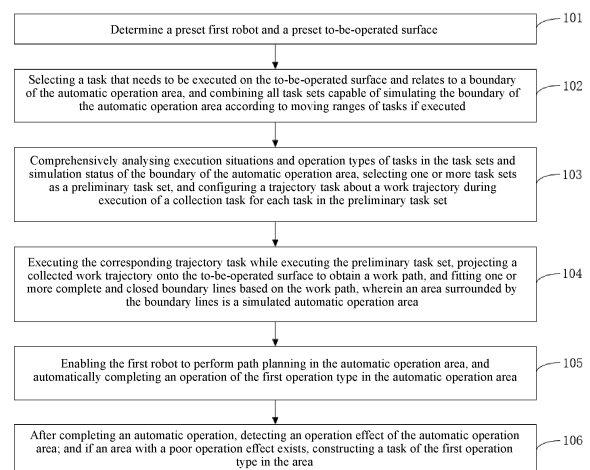 Determine a preset first robot and a preset to-be-operated surface
101
Selecting a task that needs to be executed on the to-be-operated surface and relates to a boundary
of the automatic operation area, and combining all task sets capable of simulating the boundary
of the automatic operation area according to moving ranges of tasks if executed
102
Comprehensively analysing execution situations and operation types of tasks in the task sets and
simulation status of the boundary of the automatic operation area, selecting one or more task sets
as a preliminary task set, and configuring a trajectory task about a work trajectory during
execution of a collection task for each task in the preliminary task set
103
Executing the corresponding trajectory task while executing the preliminary task set, projecting a
collected work trajectory onto the to-be-operated surface to obtain a work path, and fitting one or
more complete and closed boundary lines based on the work path, wherein an area surrounded by
the boundary lines is a simulated automatic operation area
104
Enabling the first robot to perform path planning in the automatic operation area, and
automatically completing an operation of the first operation type in the automatic operation area
105
After completing an automatic operation, detecting an operation effect of the automatic operation
area; and if an area with a poor operation effect exists, constructing a task of the first operation
type in the area
106